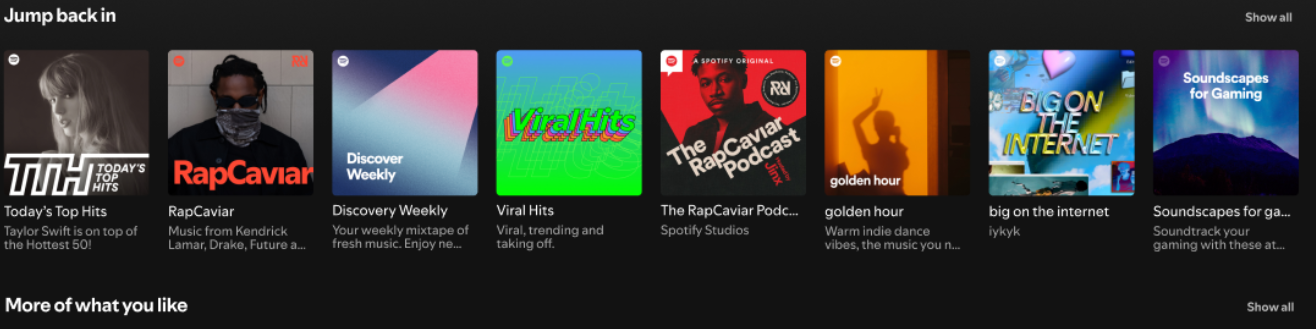 Jump back in
Show all
TTH TODAY'S
TOP
HITS
RapCaviar
Discover
Weekly
Viral Hits
A SPOTIFY ORIGINAL
The
RapCaviar
Podcast
Jinx
golden hour
BIG ON
THE
INTERNET
Soundscapes
for Gaming
Today's Top Hits
Taylor Swift is on top of
the Hottest 50!
RapCaviar
Music from Kendrick
Lamar, Drake, Future a...
Discovery Weekly
Your weekly mixtape of
fresh music. Enjoy ne...
Viral Hits
Viral, trending and
taking off.
The RapCaviar Podc...
Spotify Studios
golden hour
Warm indie dance
vibes, the music you n...
big on the internet
iykyk
Soundscapes for ga...
Soundtrack your
gaming with these at...
More of what you like
Show all